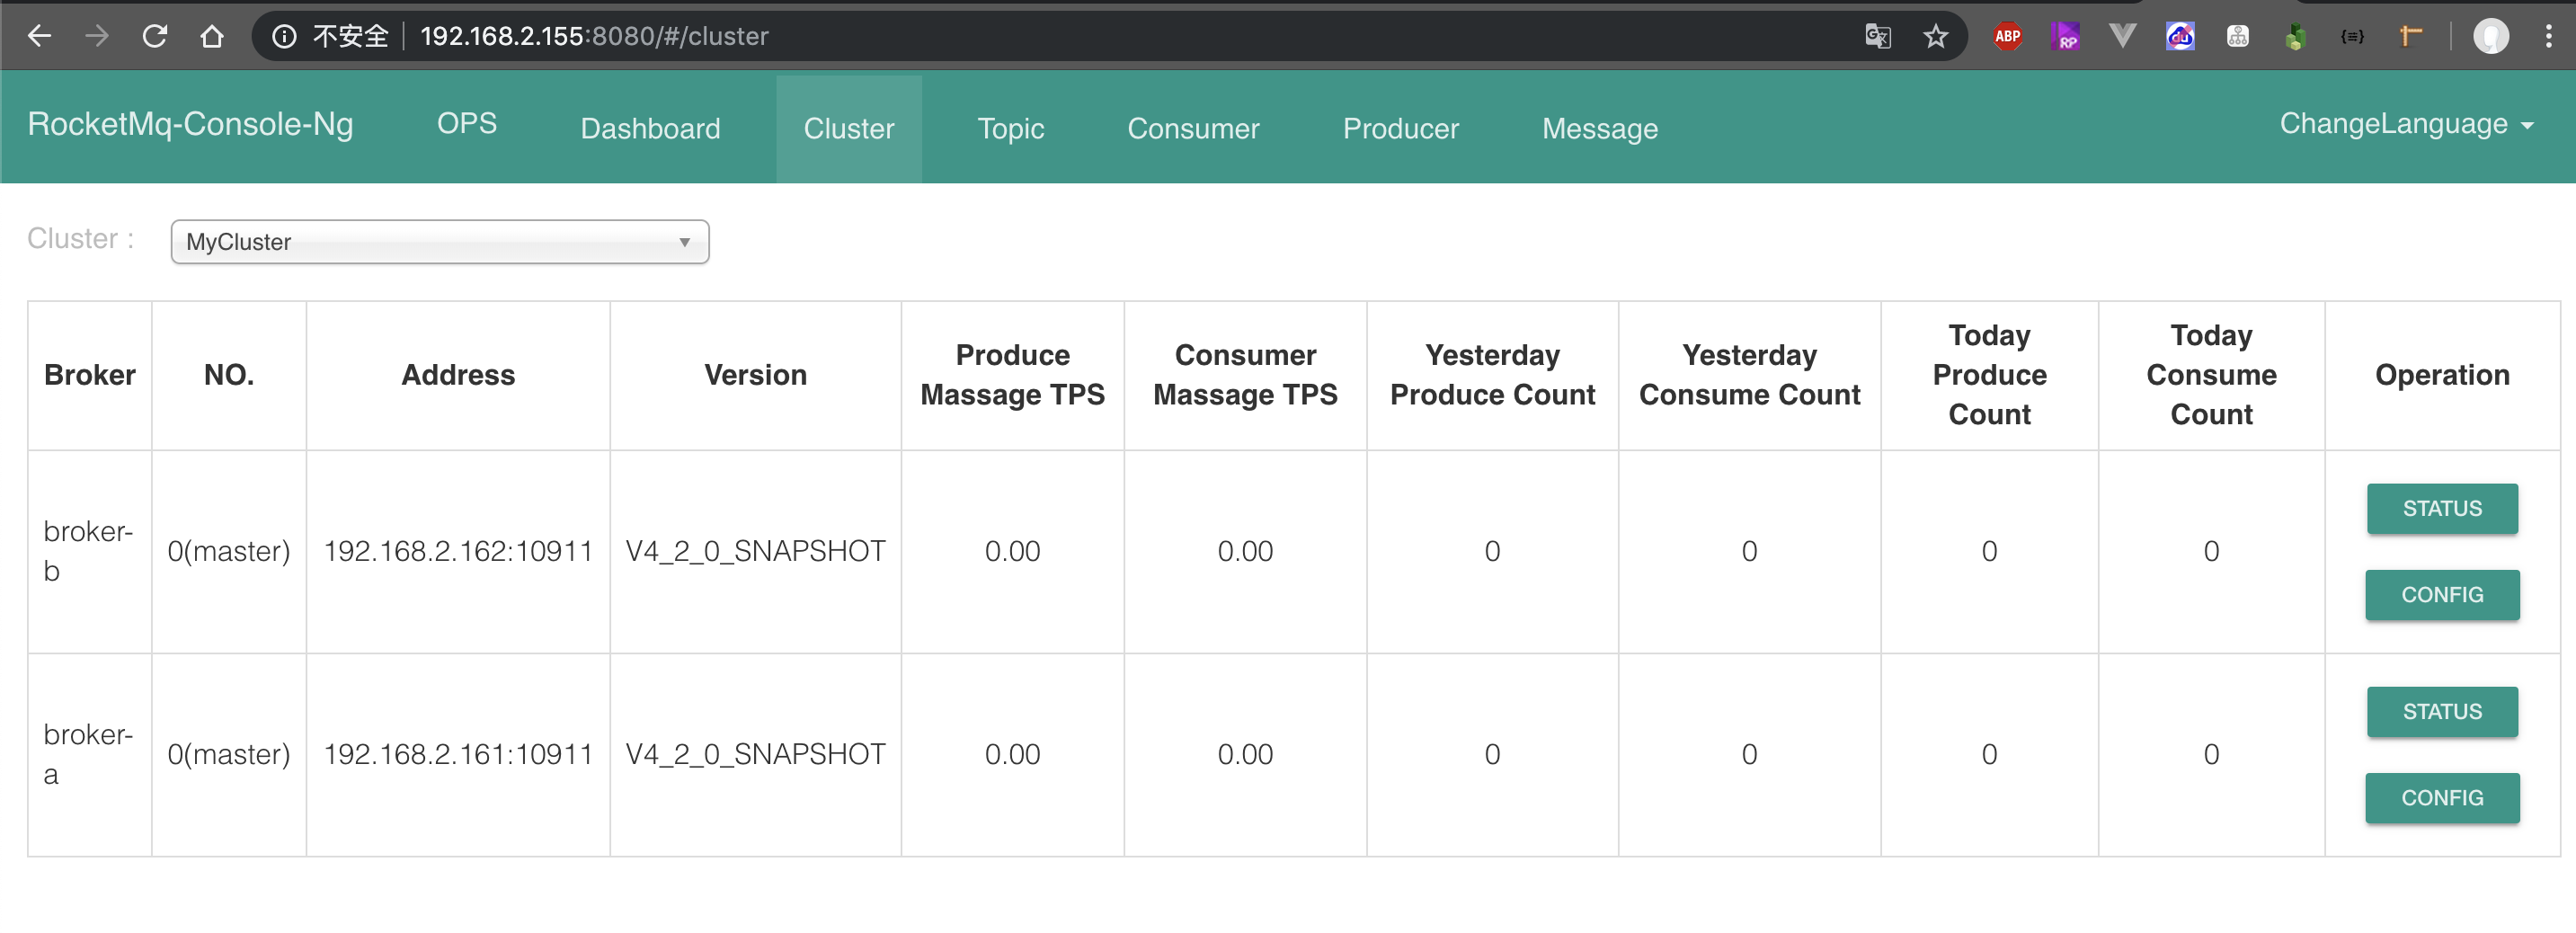 不安全 192.168.2.155:8080/#/cluster
ABP RP du {≡}
RocketMq-Console-Ng OPS Dashboard Cluster Topic Consumer Producer Message ChangeLanguage
Cluster : MyCluster
Broker NO. Address Version Produce Massage TPS Consumer Massage TPS Yesterday Produce Count Yesterday Consume Count Today Produce Count Today Consume Count Operation
broker-b 0(master) 192.168.2.162:10911 V4_2_0_SNAPSHOT 0.00 0.00 0 0 0 0 STATUS
CONFIG
broker-a 0(master) 192.168.2.161:10911 V4_2_0_SNAPSHOT 0.00 0.00 0 0 0 0 STATUS
CONFIG